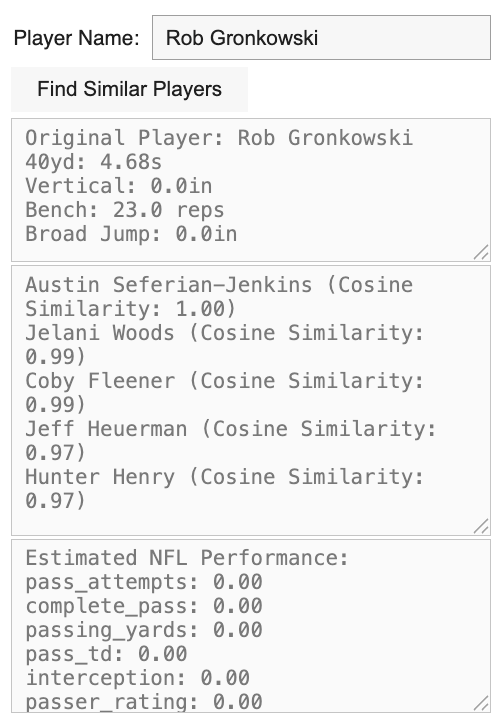 Player Name: Rob Gronkowski
Find Similar Players
Original Player: Rob Gronkowski
40yd: 4.68s
Vertical: 0.0in
Bench: 23.0 reps
Broad Jump: 0.0in
Austin Seferian-Jenkins (Cosine
Similarity: 1.00)
Jelani Woods (Cosine Similarity:
0.99)
Coby Fleener (Cosine Similarity:
0.99)
Jeff Heuerman (Cosine Similarity:
0.97)
Hunter Henry (Cosine Similarity:
0.97)
Estimated NFL Performance:
pass_attempts: 0.00
complete_pass: 0.00
passing_yards: 0.00
pass_td: 0.00
interception: 0.00
passer_rating: 0.00